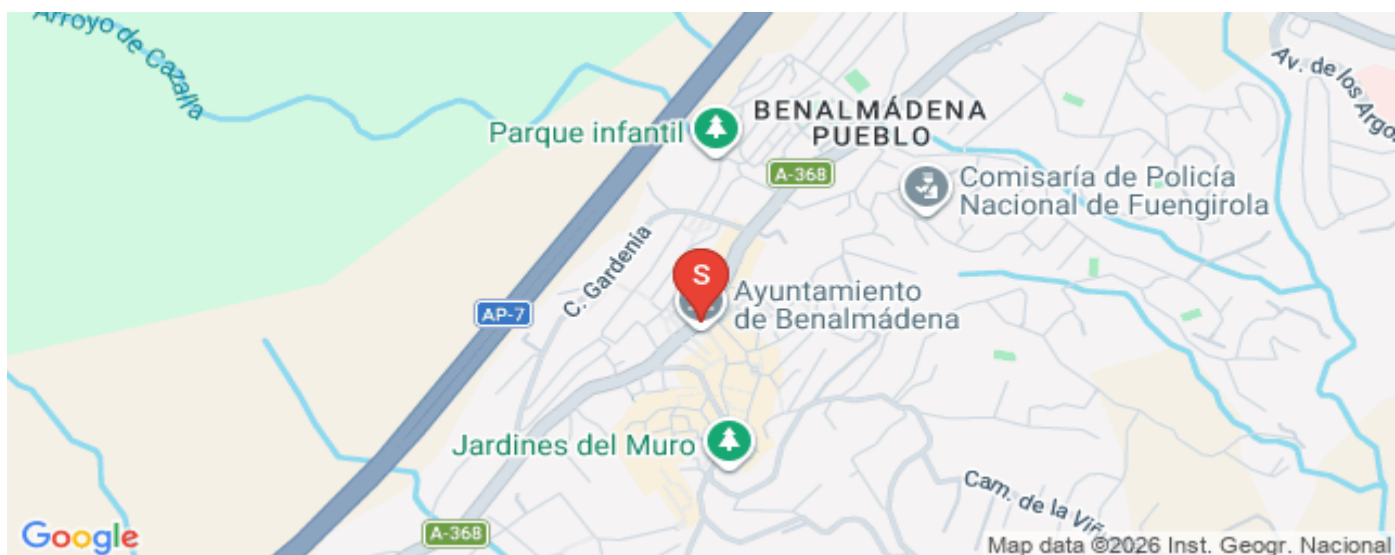 Arroyo de Cazalla
Av. de los Argo
BENALMÁDENA
PUEBLO
Parque infantil
A-368
Comisaría de Policía
Nacional de Fuengirola
C. Gardenia
S
Ayuntamiento
de Benalmádena
AP-7
Jardines del Muro
Cam. de la Viñ
A-368
Google
Map data ©2026 Inst. Geogr. Nacional